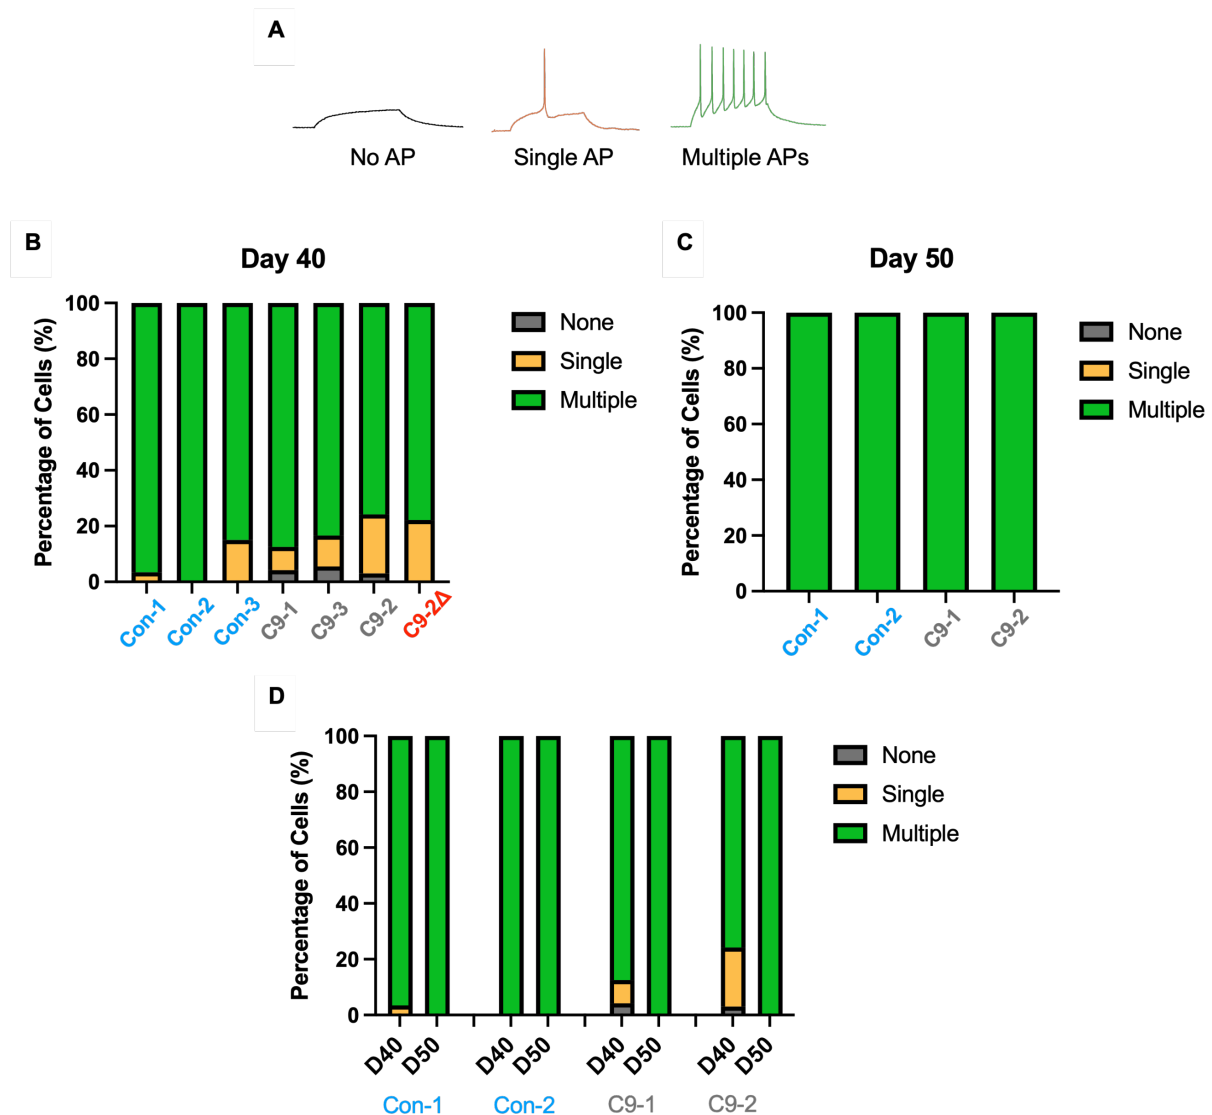 A
No AP
Single AP
Multiple APs
B
Day 40
Percentage of Cells (%)
100
80
60
40
20
0
Con-1
Con-2
Con-3
C9-1
C9-3
C9-2
C9-2Δ
None
Single
Multiple
C
Day 50
Percentage of Cells (%)
100
80
60
40
20
0
Con-1
Con-2
C9-1
C9-2
None
Single
Multiple
D
Percentage of Cells (%)
100
80
60
40
20
0
D40 D50 D40 D50 D40 D50 D40 D50
Con-1 Con-2 C9-1 C9-2
None
Single
Multiple